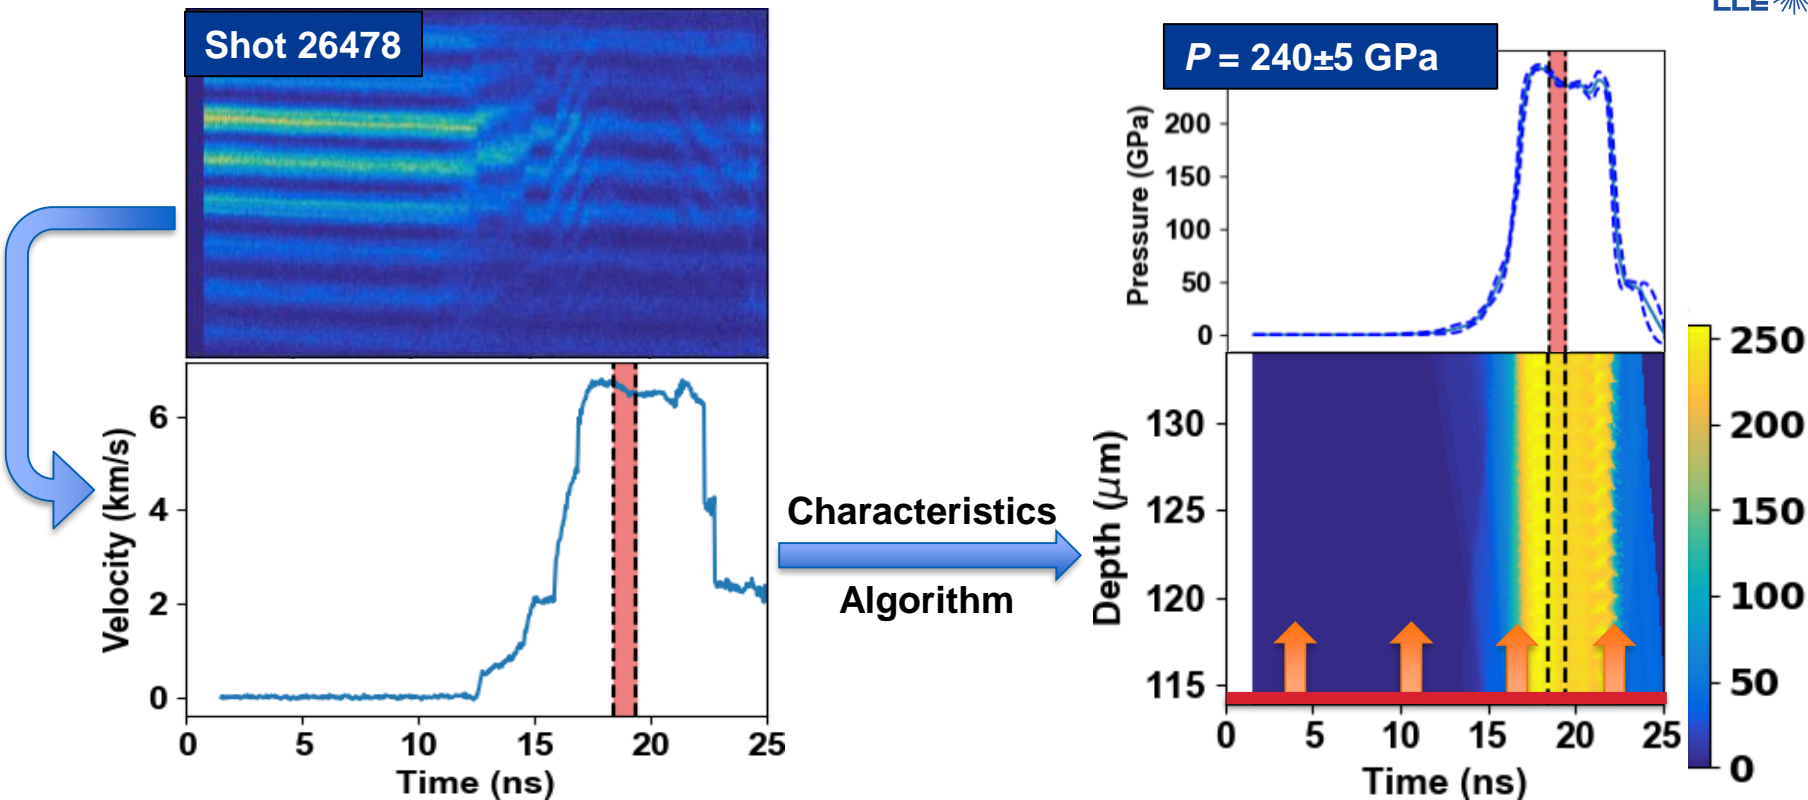 LLE
Shot 26478
P = 240±5 GPa
Pressure (GPa)
200
150
100
50
0
Velocity (km/s)
6
4
2
0
0 5 10 15 20 25
Time (ns)
Characteristics
Algorithm
Depth (μm)
130
125
120
115
0 5 10 15 20 25
Time (ns)
250
200
150
100
50
0